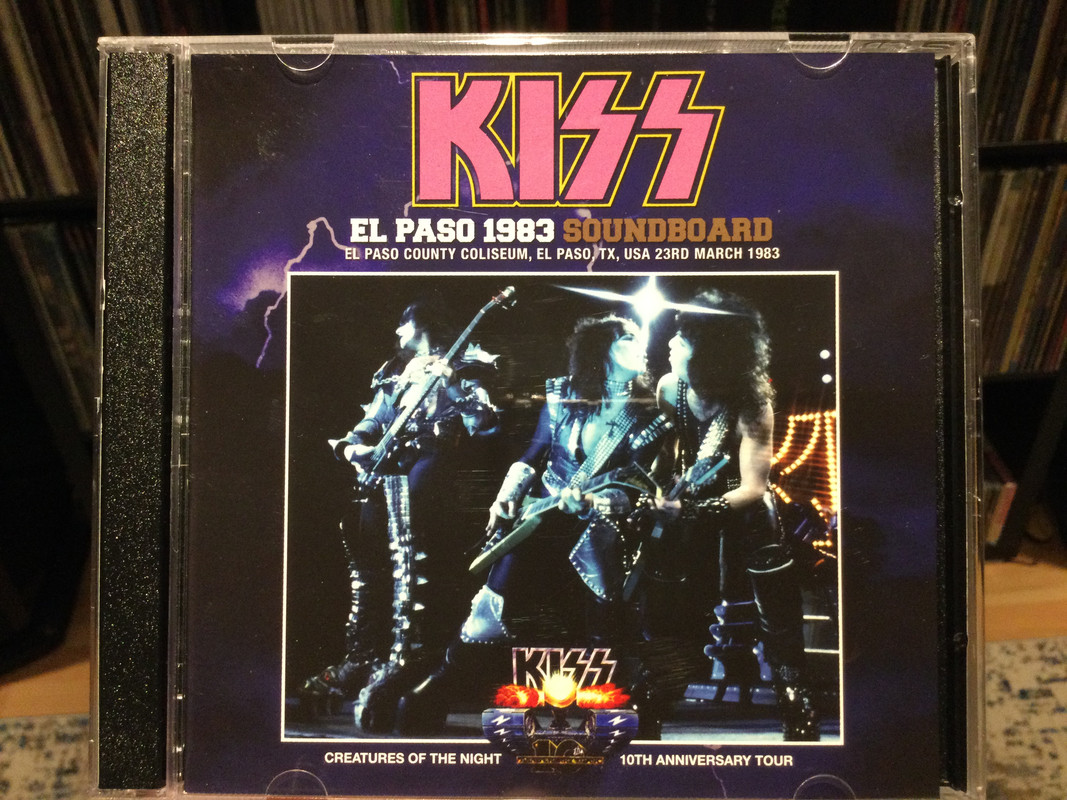 KISS
EL PASO 1983 SOUNDBOARD
EL PASO COUNTY COLISEUM, EL PASO, TX, USA 23RD MARCH 1983
KISS
10
CREATURES OF THE NIGHT 10TH ANNIVERSARY TOUR